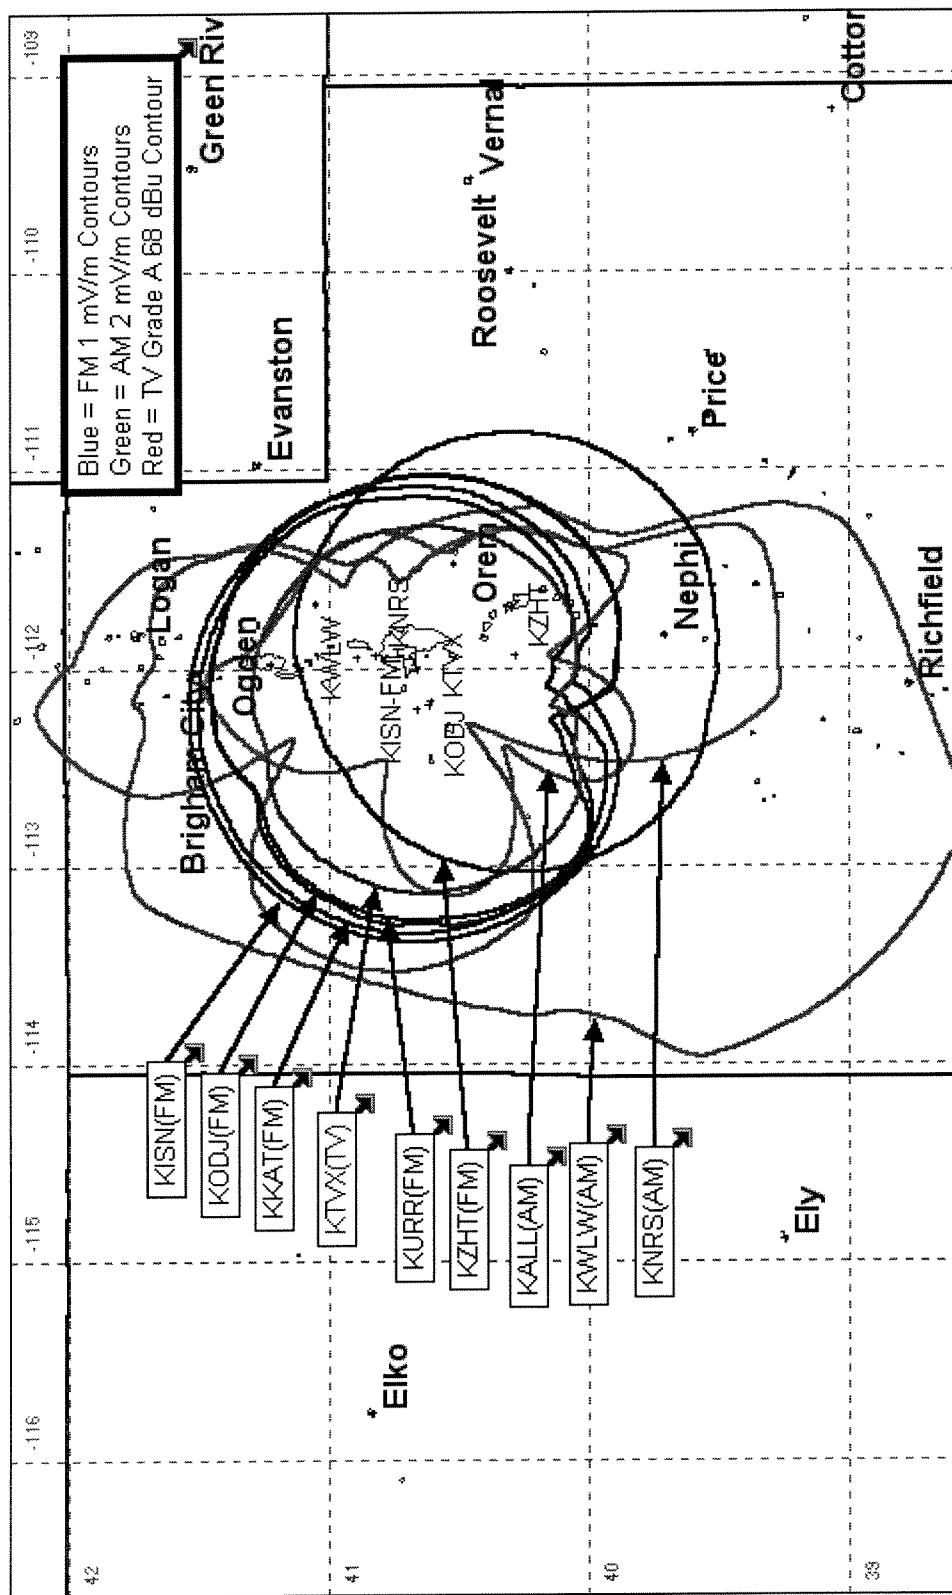 -116
-115
-114
-113
-112
-111
-110
-109
42
41
40
39
Blue = FM 1 mV/m Contours
Green = AM 2 mV/m Contours
Red = TV Grade A 68 dBu Contour
KISN(FM)
KODJ(FM)
KKAT(FM)
KTVX(TV)
KURR(FM)
KZHT(FM)
KALL(AM)
KWLW(AM)
KNRS(AM)
Logan
Brigham City
Ogden
Evanston
Green Riv
KWLW
KISN-FM KNRS
KOBJ KTVX
Orem
KZHT
Roosevelt Vernal
Elko
Nephi
Price
Ely
Richfield
Cottor